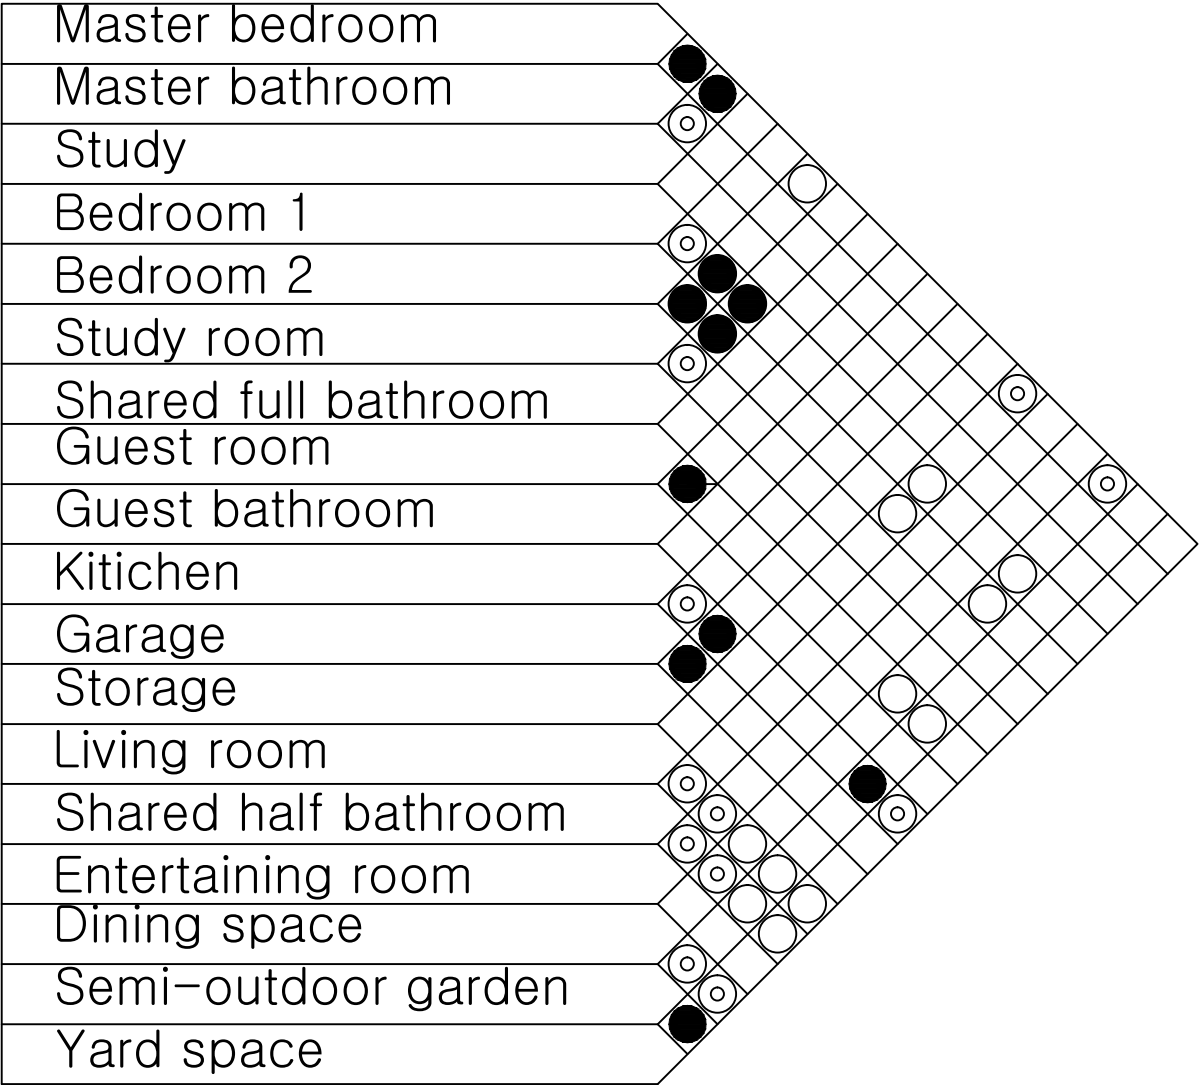 Master bedroom
Master bathroom
Study
Bedroom 1
Bedroom 2
Study room
Shared full bathroom
Guest room
Guest bathroom
Kitichen
Garage
Storage
Living room
Shared half bathroom
Entertaining room
Dining space
Semi-outdoor garden
Yard space